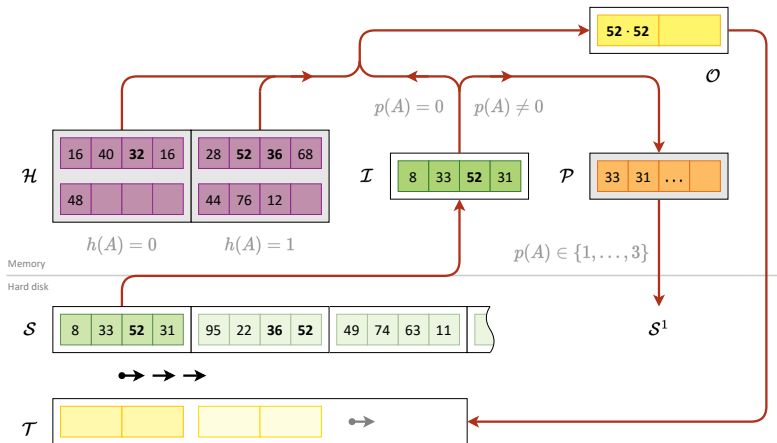 52 · 52
𝒪
p(A) = 0 p(A) ≠ 0
ℋ 16 40 32 16 28 52 36 68
48 44 76 12
ℐ 8 33 52 31
𝒫 33 31 ...
h(A) = 0 h(A) = 1
p(A) ∈ {1, . . . , 3}
Memory
Hard disk
𝒮 8 33 52 31 95 22 36 52 49 74 63 11
𝒮¹
𝒯